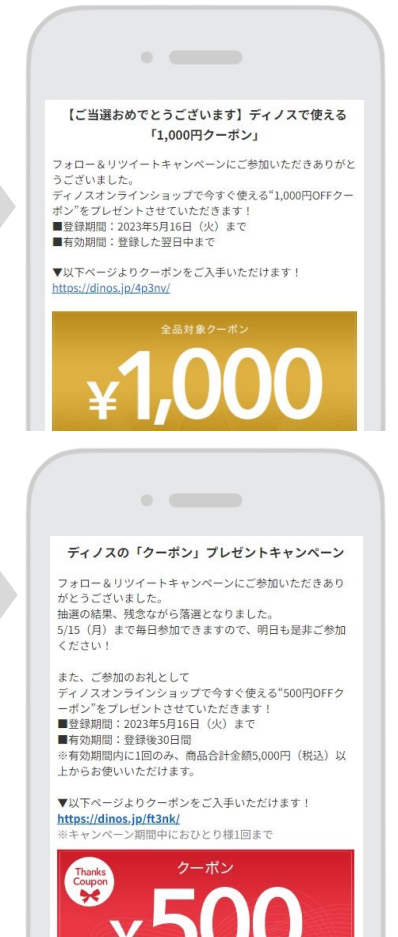 【ご当選おめでとうございます】ディノスで使える
「1,000円クーポン」
フォロー＆リツイートキャンペーンにご参加いただきありがと
うございました。
ディノスオンラインショップで今すぐ使える“1,000円OFFクー
ポン”をプレゼントさせていただきます！
■登録期間：2023年5月16日（火）まで
■有効期間：登録した翌日中まで
▼以下ページよりクーポンをご入手いただけます！
https://dinos.jp/4p3nv/
全品対象クーポン
¥1,000
ディノスの「クーポン」プレゼントキャンペーン
フォロー＆リツイートキャンペーンにご参加いただきあり
がとうございました。
抽選の結果、残念ながら落選となりました。
5/15（月）まで毎日参加できますので、明日も是非ご参加
ください！
また、ご参加のお礼として
ディノスオンラインショップで今すぐ使える“500円OFFク
ーポン”をプレゼントさせていただきます！
■登録期間：2023年5月16日（火）まで
■有効期間：登録後30日間
※有効期間内に1回のみ、商品合計金額5,000円（税込）以
上からお使いいただけます。
▼以下ページよりクーポンをご入手いただけます！
https://dinos.jp/ft3nk/
※キャンペーン期間中におひとり様1回まで
Thanks
Coupon
クーポン
¥500